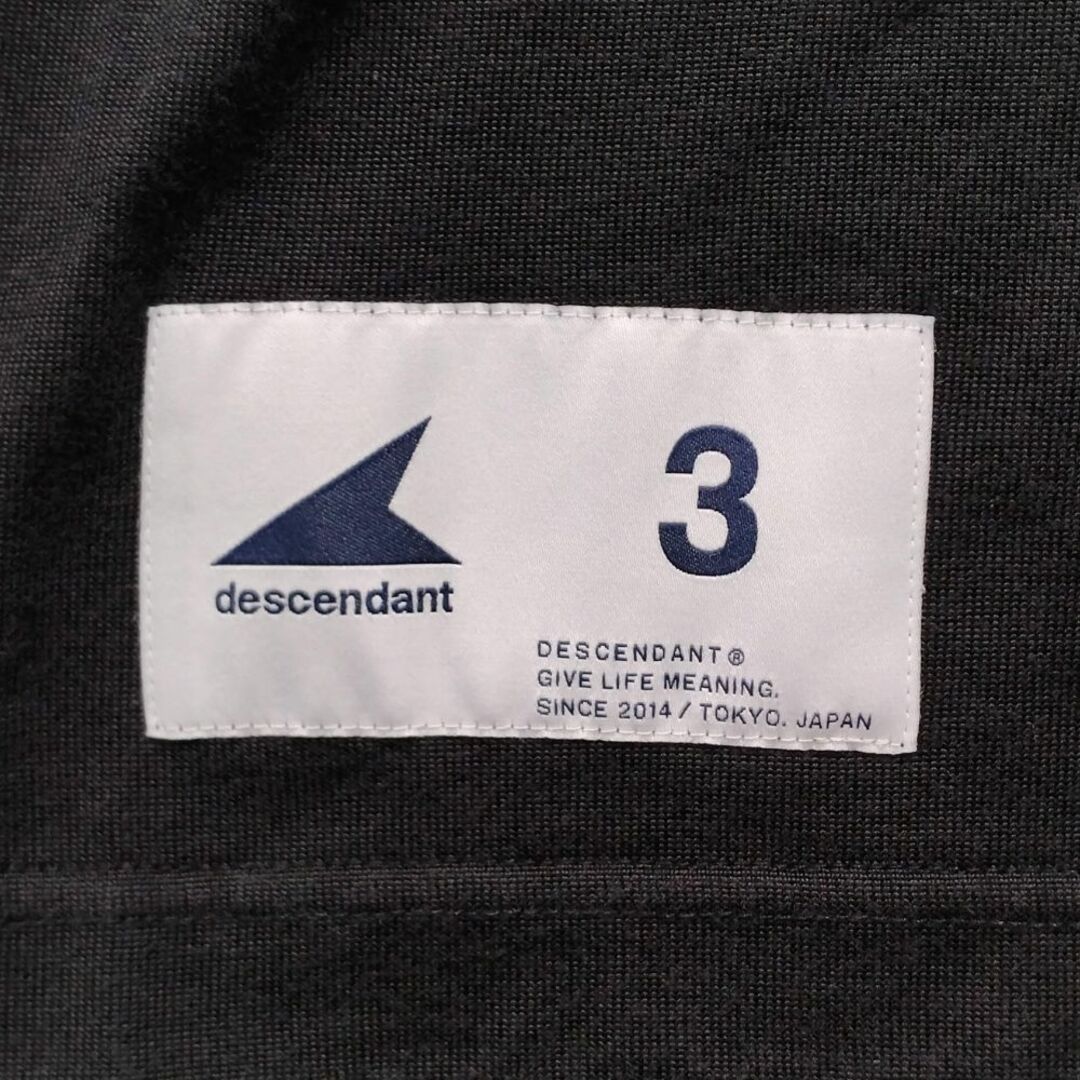 descendant
3
DESCENDANT®
GIVE LIFE MEANING.
SINCE 2014 / TOKYO. JAPAN